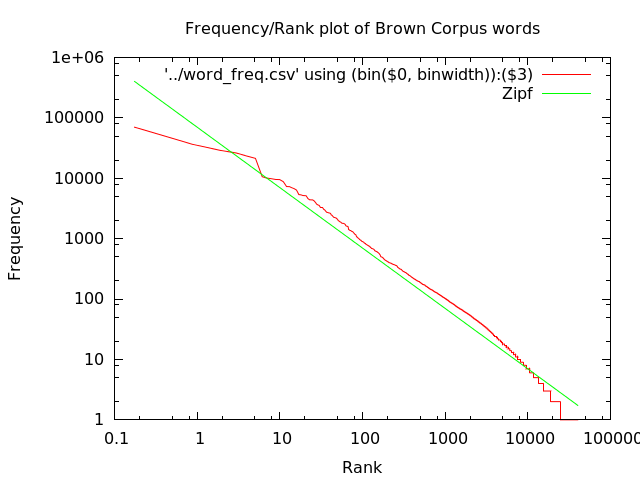 Frequency/Rank plot of Brown Corpus words
1e+06
'../word_freq.csv' using (bin($0, binwidth)):($3)
Zipf
100000
10000
1000
100
10
1
Frequency
0.1 1 10 100 1000 10000 100000
Rank